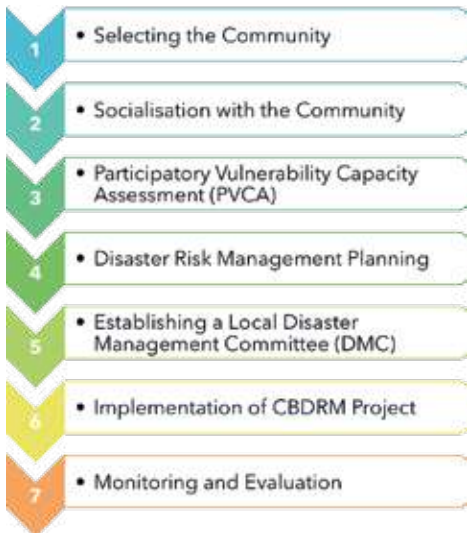 1
• Selecting the Community
2
• Socialisation with the Community
3
• Participatory Vulnerability Capacity
Assessment (PVCA)
4
• Disaster Risk Management Planning
5
• Establishing a Local Disaster
Management Committee (DMC)
6
• Implementation of CBDRM Project
7
• Monitoring and Evaluation